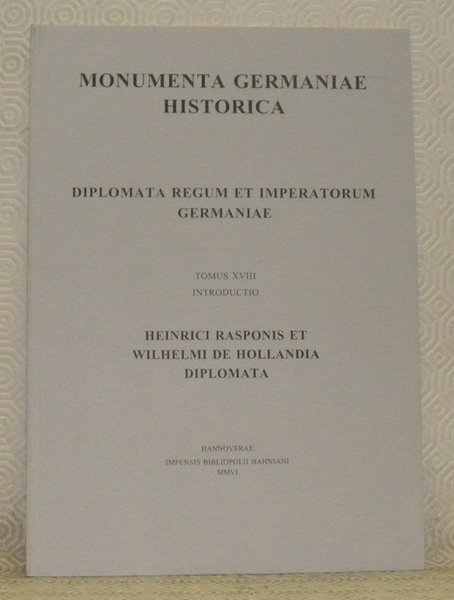 MONUMENTA GERMANIAE
HISTORICA
DIPLOMATA REGUM ET IMPERATORUM
GERMANIAE
TOMUS XVIII
INTRODUCTIO
HEINRICI RASPONIS ET
WILHELMI DE HOLLANDIA
DIPLOMATA
HANNOVERAE
IMPENSIS BIBLIOPOLII HAHNIANI
MMVI